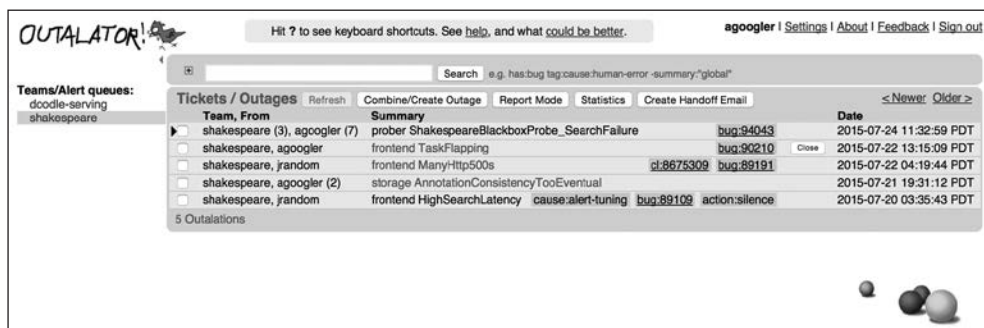 OUTALATOR!
Hit ? to see keyboard shortcuts. See help, and what could be better.
agoogler | Settings | About | Feedback | Sign out
Search e.g. has:bug tag:cause:human-error -summary:"global"
Teams/Alert queues:
doodle-serving
shakespeare
Tickets / Outages Refresh Combine/Create Outage Report Mode Statistics Create Handoff Email < Newer Older >
Team, From Summary Date
shakespeare (3), agoogler (7) prober ShakespeareBlackboxProbe_SearchFailure bug:94043 2015-07-24 11:32:59 PDT
shakespeare, agoogler frontend TaskFlapping bug:90210 Close 2015-07-22 13:15:09 PDT
shakespeare, jrandom frontend ManyHttp500s cl:8675309 bug:89191 2015-07-22 04:19:44 PDT
shakespeare, agoogler (2) storage AnnotationConsistencyTooEventual 2015-07-21 19:31:12 PDT
shakespeare, jrandom frontend HighSearchLatency cause:alert-tuning bug:89109 action:silence 2015-07-20 03:35:43 PDT
5 Outalations